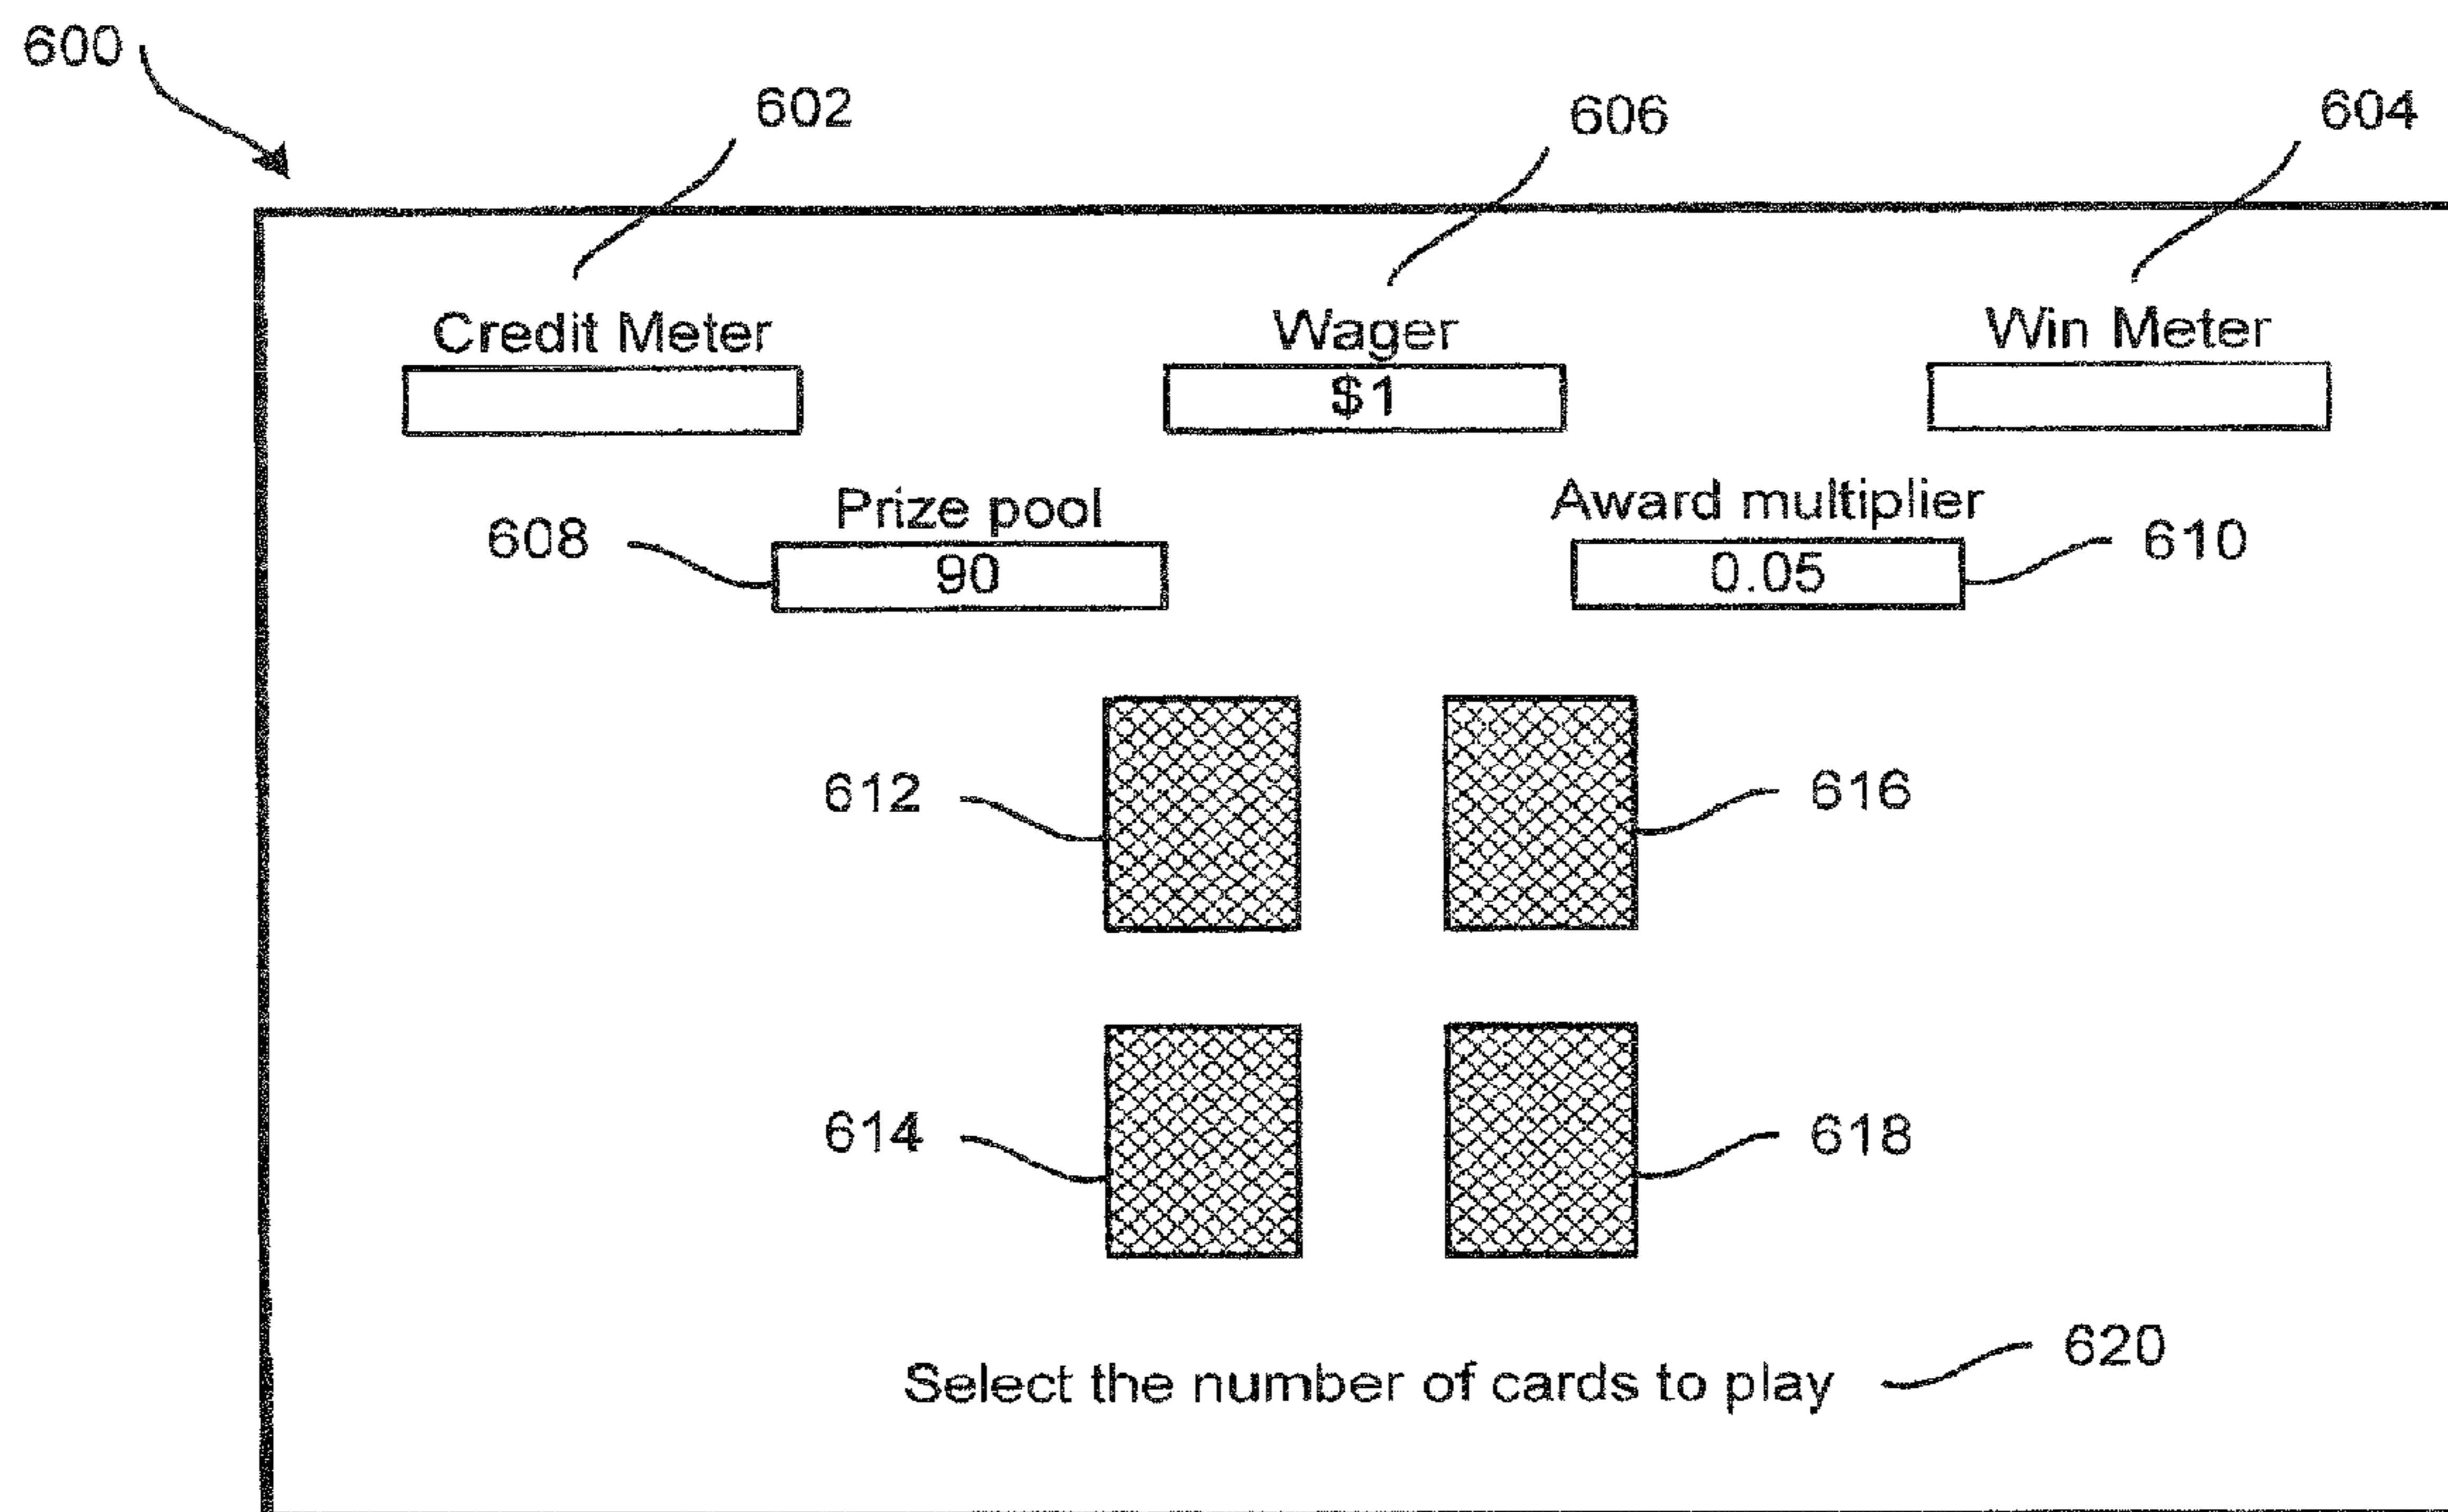 600
602
606
604
Credit Meter
Wager
Win Meter
$1
Prize pool
Award multiplier
608
90
0.05
610
612
616
614
618
620
Select the number of cards to play